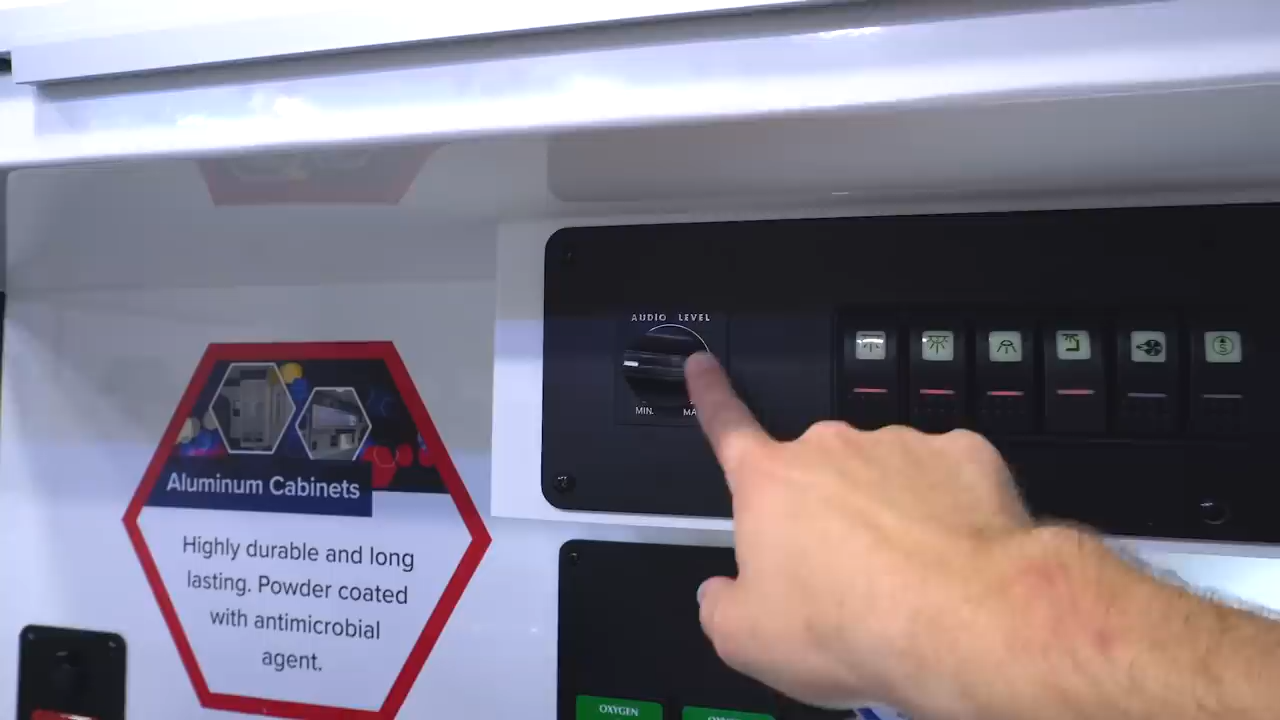 AUDIO LEVEL
MIN.
Aluminum Cabinets
Highly durable and long
lasting. Powder coated
with antimicrobial
agent.
OXYGEN